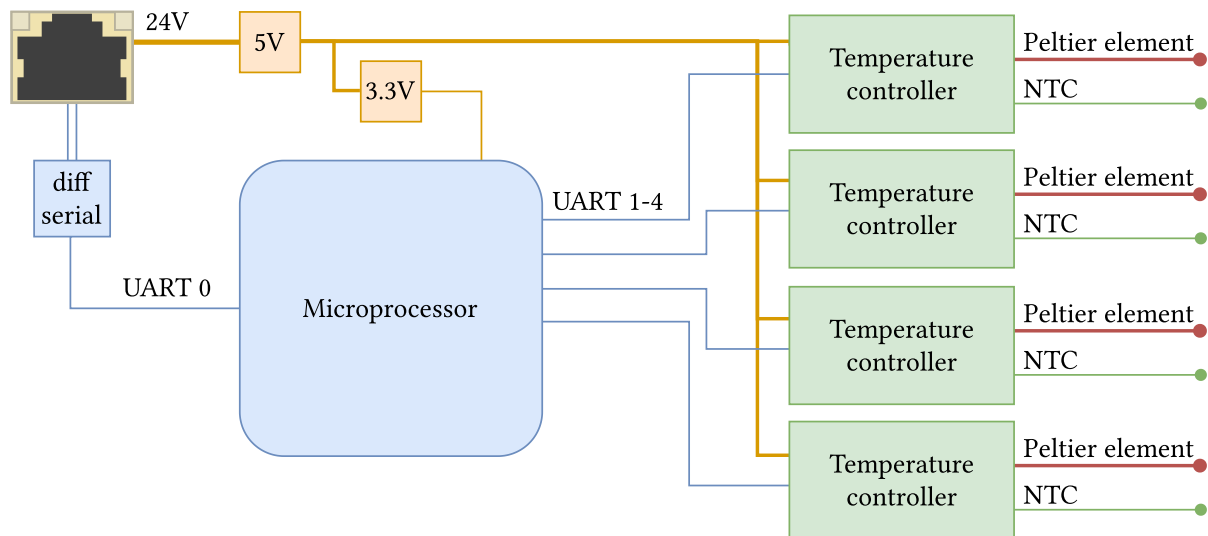 24V
5V
3.3V
diff
serial
UART 0
Microprocessor
UART 1-4
Temperature
controller
Peltier element
NTC
Temperature
controller
Peltier element
NTC
Temperature
controller
Peltier element
NTC
Temperature
controller
Peltier element
NTC